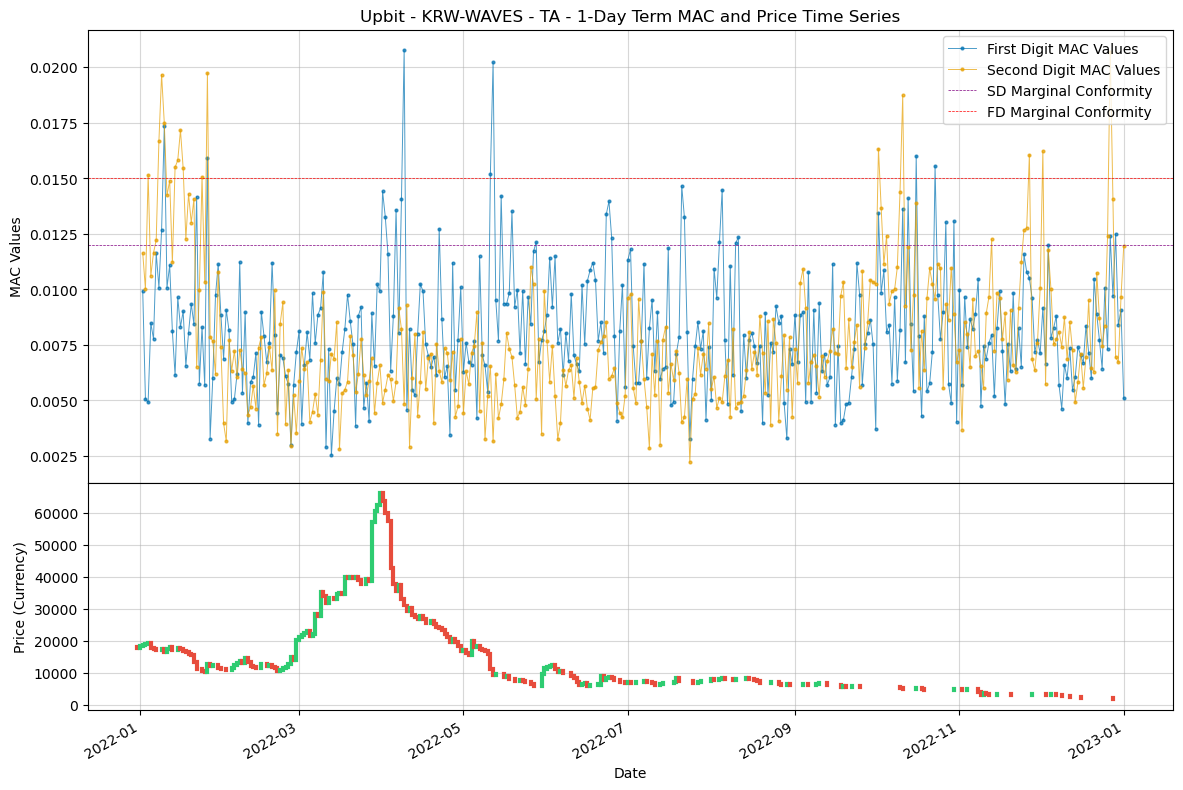 Upbit - KRW-WAVES - TA - 1-Day Term MAC and Price Time Series
First Digit MAC Values
Second Digit MAC Values
SD Marginal Conformity
FD Marginal Conformity
MAC Values
0.0200
0.0175
0.0150
0.0125
0.0100
0.0075
0.0050
0.0025
Price (Currency)
60000
50000
40000
30000
20000
10000
0
2022-01
2022-03
2022-05
2022-07
2022-09
2022-11
2023-01
Date